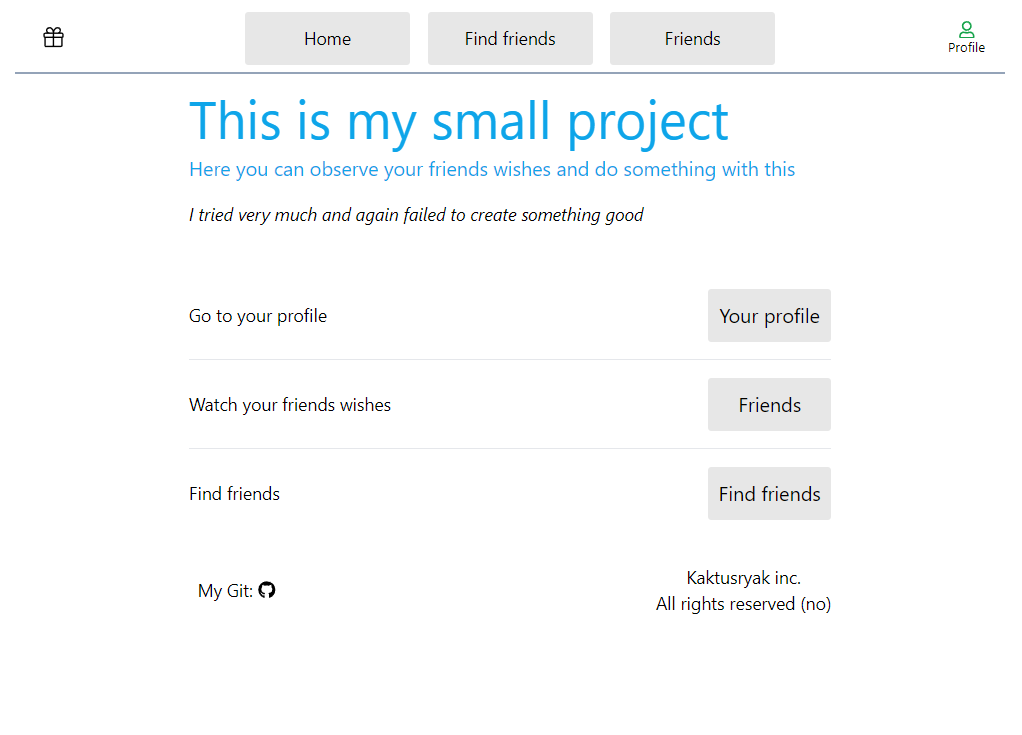 Home
Find friends
Friends
Profile
This is my small project
Here you can observe your friends wishes and do something with this
I tried very much and again failed to create something good
Go to your profile
Your profile
Watch your friends wishes
Friends
Find friends
Find friends
My Git:
Kaktusryak inc.
All rights reserved (no)